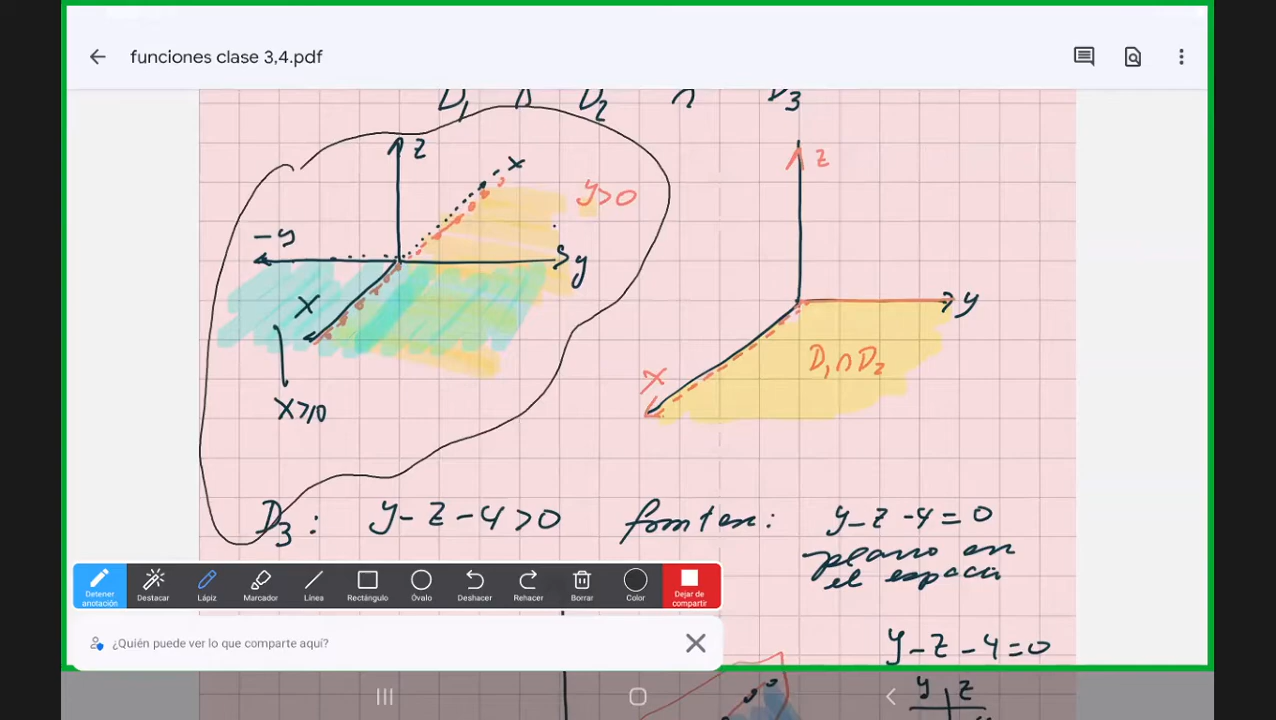 funciones clase 3,4.pdf
D₁ ∩ D₂ ∩ D₃
z
x
y>0
-y
y
x
x≥0
z
y
x
D₁∩D₂
D₃: y-z-4>0 frontera: y-z-4=0
plano en
el espacio
Detener anotación
Destacar
Lápiz
Marcador
Línea
Rectángulo
Óvalo
Deshacer
Rehacer
Borrar
Color
Dejar de compartir
¿Quién puede ver lo que comparte aquí?
y-z-4=0
y z